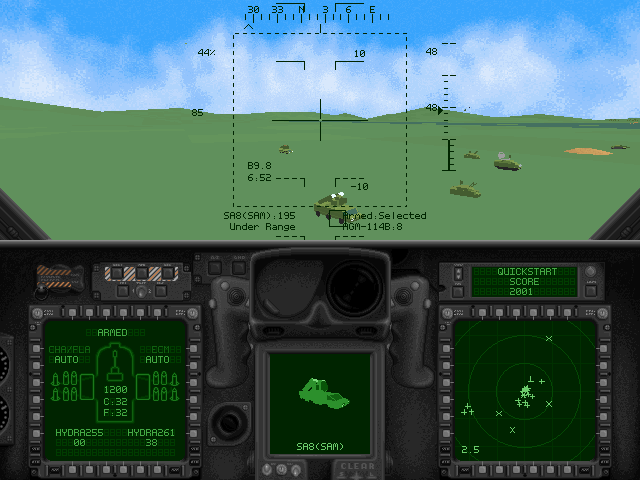 30 33 N 3 6 E
44%
10
48
85
48
B9.8
6:52
-10
SA8(SAM):195
Armed:Selected
Under Range
AGM-114B:8
QUICKSTART
SCORE
2001
ARMED
CHA/FLA
ECM
AUTO
AUTO
1200
C:32
F:32
HYDRA255
HYDRA261
00
38
SA8(SAM)
2.5
CLEAR